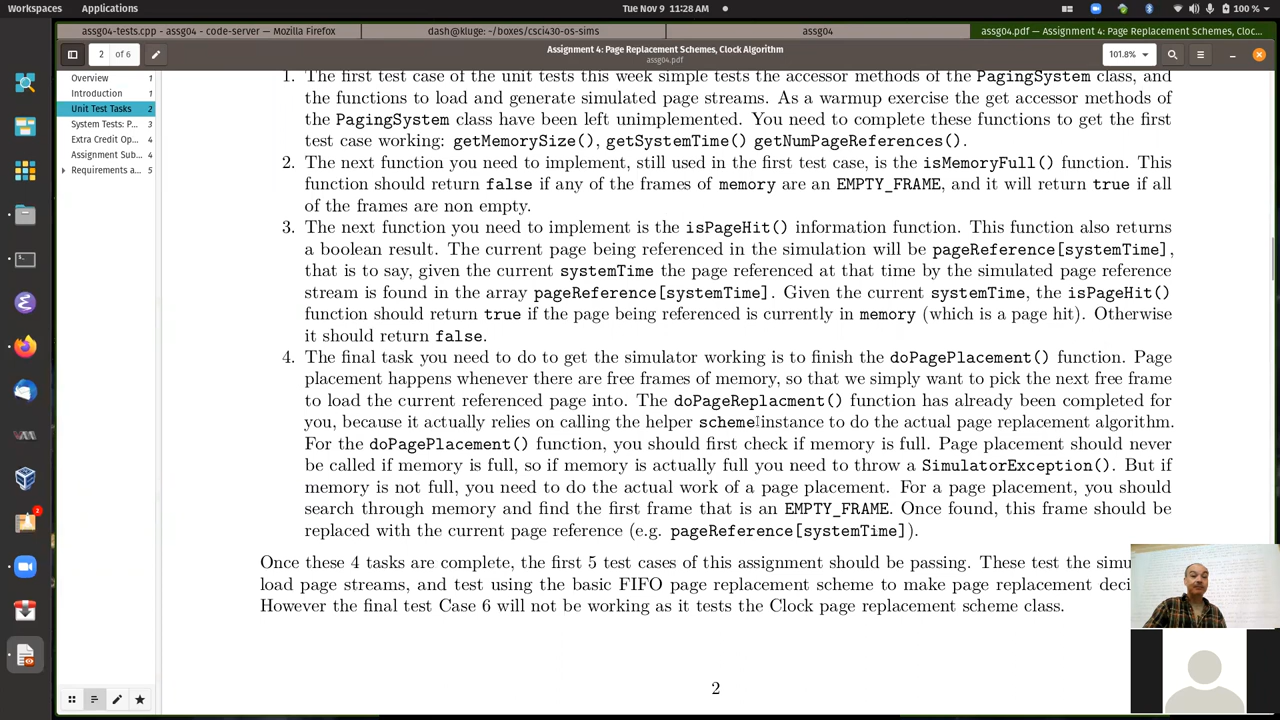 Workspaces Applications Tue Nov 9 11:28 AM 100 %
assg04-tests.cpp - assg04 - code-server — Mozilla Firefox dash@kluge: ~/boxes/csci430-os-sims assg04 assg04.pdf — Assignment 4: Page Replacement Schemes, Cloc...
2 of 6 Assignment 4: Page Replacement Schemes, Clock Algorithm 101.8%
assg04.pdf
Overview 1
Introduction 1
Unit Test Tasks 2
System Tests: P... 3
Extra Credit Op... 4
Assignment Sub... 4
Requirements a... 5
1. The first test case of the unit tests this week simple tests the accessor methods of the PagingSystem class, and
the functions to load and generate simulated page streams. As a warmup exercise the get accessor methods of
the PagingSystem class have been left unimplemented. You need to complete these functions to get the first
test case working: getMemorySize(), getSystemTime() getNumPageReferences().
2. The next function you need to implement, still used in the first test case, is the isMemoryFull() function. This
function should return false if any of the frames of memory are an EMPTY_FRAME, and it will return true if all
of the frames are non empty.
3. The next function you need to implement is the isPageHit() information function. This function also returns
a boolean result. The current page being referenced in the simulation will be pageReference[systemTime],
that is to say, given the current systemTime the page referenced at that time by the simulated page reference
stream is found in the array pageReference[systemTime]. Given the current systemTime, the isPageHit()
function should return true if the page being referenced is currently in memory (which is a page hit). Otherwise
it should return false.
4. The final task you need to do to get the simulator working is to finish the doPagePlacement() function. Page
placement happens whenever there are free frames of memory, so that we simply want to pick the next free frame
to load the current referenced page into. The doPageReplacment() function has already been completed for
you, because it actually relies on calling the helper scheme instance to do the actual page replacement algorithm.
For the doPagePlacement() function, you should first check if memory is full. Page placement should never
be called if memory is full, so if memory is actually full you need to throw a SimulatorException(). But if
memory is not full, you need to do the actual work of a page placement. For a page placement, you should
search through memory and find the first frame that is an EMPTY_FRAME. Once found, this frame should be
replaced with the current page reference (e.g. pageReference[systemTime]).
Once these 4 tasks are complete, the first 5 test cases of this assignment should be passing. These test the simu
load page streams, and test using the basic FIFO page replacement scheme to make page replacement deci
However the final test Case 6 will not be working as it tests the Clock page replacement scheme class.
2